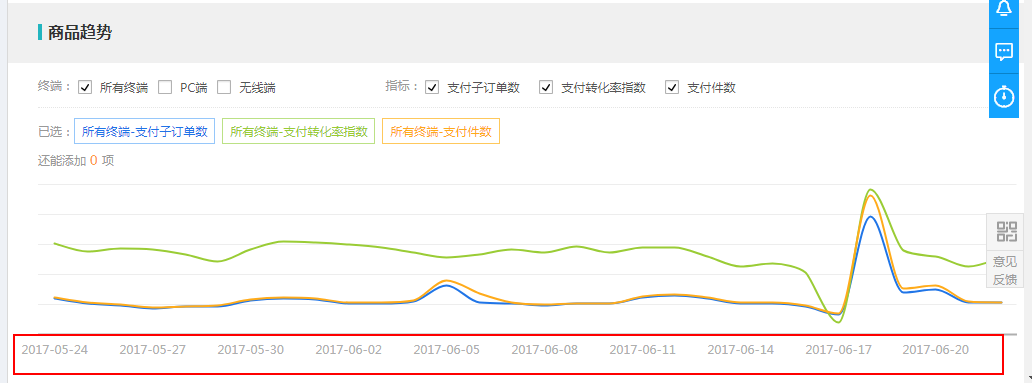 商品趋势
终端： 所有终端 PC端 无线端 指标： 支付子订单数 支付转化率指数 支付件数
已选： 所有终端-支付子订单数 所有终端-支付转化率指数 所有终端-支付件数
还能添加 0 项
意见
反馈
2017-05-24 2017-05-27 2017-05-30 2017-06-02 2017-06-05 2017-06-08 2017-06-11 2017-06-14 2017-06-17 2017-06-20